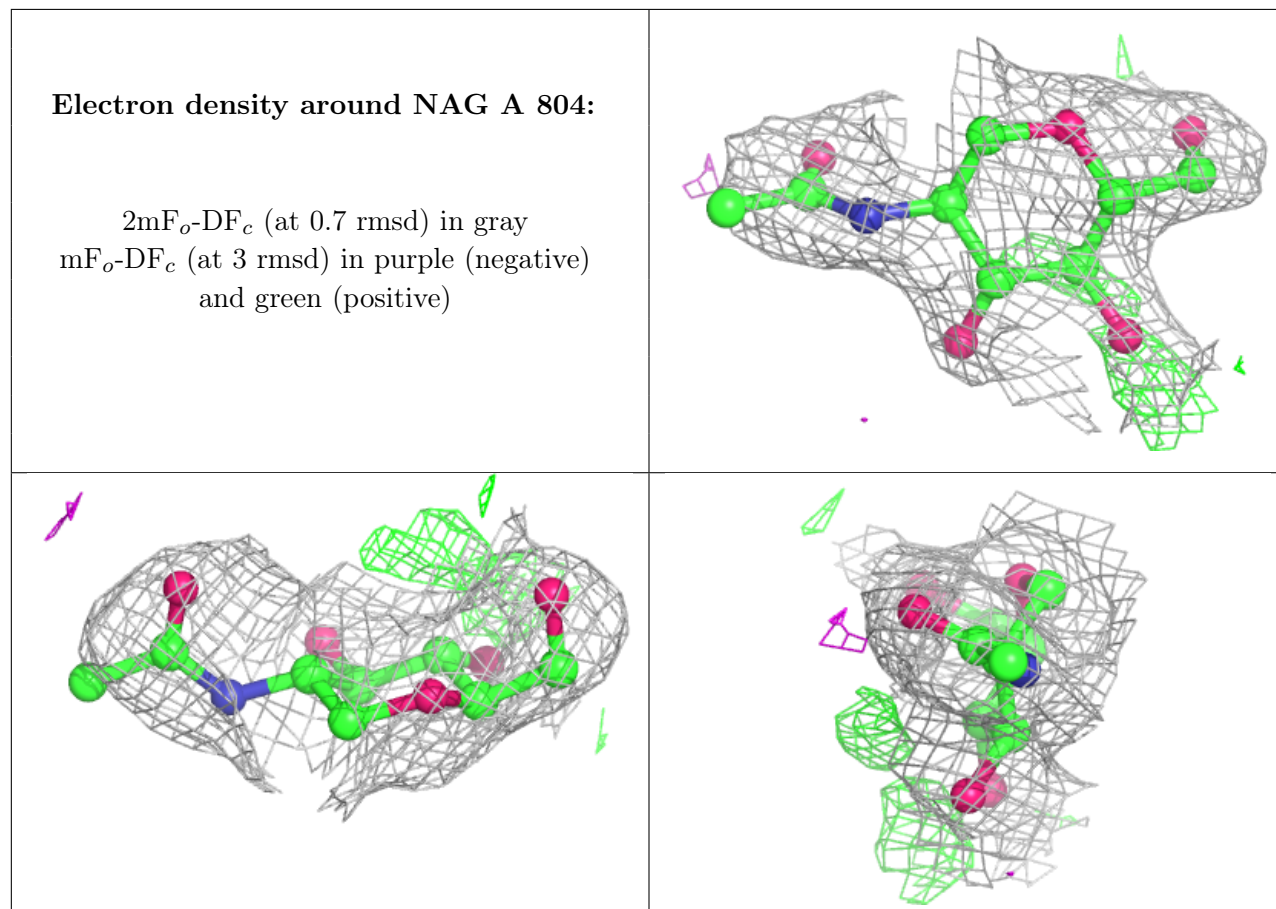 Electron density around NAG A 804:
2mFo-DFc (at 0.7 rmsd) in gray
mFo-DFc (at 3 rmsd) in purple (negative)
and green (positive)